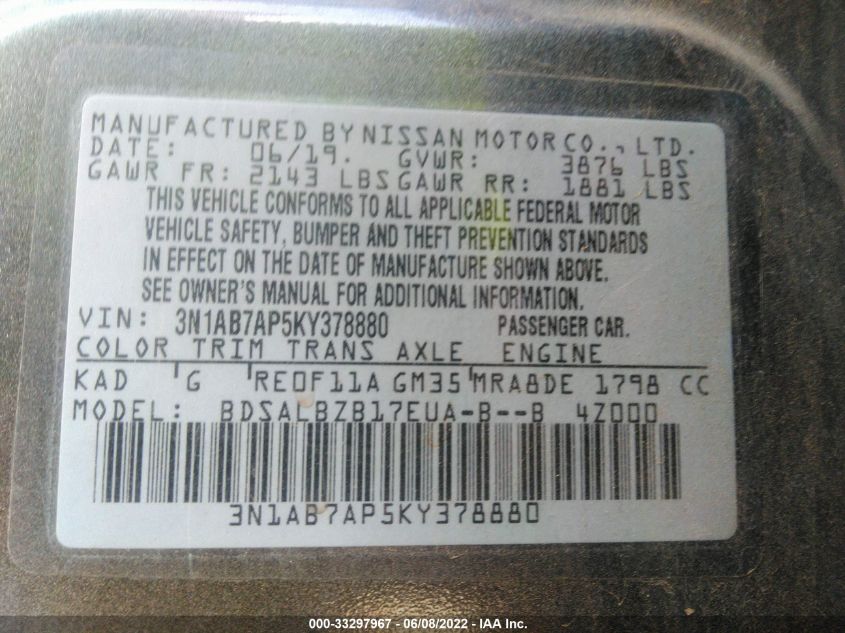 MANUFACTURED BY NISSAN MOTOR CO., LTD.
DATE: 06/19. GVWR: 3876 LBS
GAWR FR: 2143 LBS GAWR RR: 1881 LBS
THIS VEHICLE CONFORMS TO ALL APPLICABLE FEDERAL MOTOR
VEHICLE SAFETY, BUMPER AND THEFT PREVENTION STANDARDS
IN EFFECT ON THE DATE OF MANUFACTURE SHOWN ABOVE.
SEE OWNER'S MANUAL FOR ADDITIONAL INFORMATION.
VIN: 3N1AB7AP5KY378880 PASSENGER CAR.
COLOR TRIM TRANS AXLE ENGINE
KAD G RE0F11A GM35 MRA8DE 1798 CC
MODEL: BDSALBZB17EUA-B--B 4Z000
3N1AB7AP5KY378880
000-33297967 - 06/08/2022 - IAA Inc.